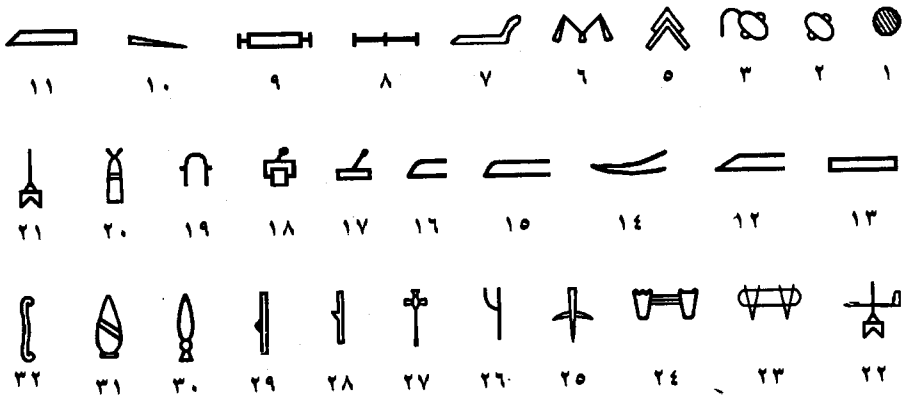 ١ ٢ ٣ ٥ ٦ ٧ ٨ ٩ ١٠ ١١
١٣ ١٢ ١٤ ١٥ ١٦ ١٧ ١٨ ١٩ ٢٠ ٢١
٢٢ ٢٣ ٢٤ ٢٥ ٢٦ ٢٧ ٢٨ ٢٩ ٣٠ ٣١ ٣٢